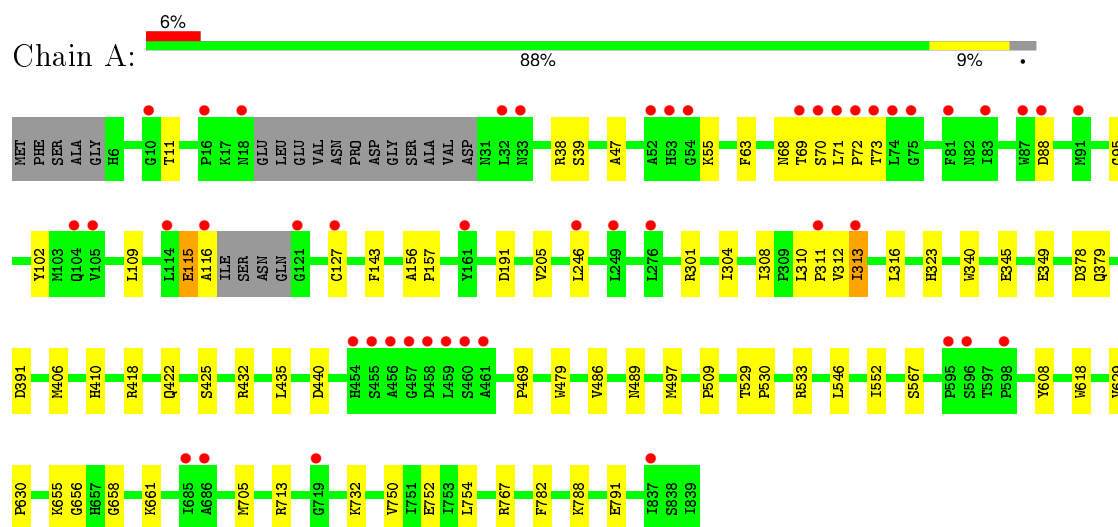 6%
Chain A:
88% 9% .
MET PHE SER ALA GLY H6 G10 T11 P16 K17 N18 GLU LEU GLU VAL ASN PRO ASP GLY SER ALA VAL ASP N31 L32 N33 R38 S39 A47 A52 H53 G54 K55 F63 N68 T69 S70 L71 P72 T73 L74 G75 F81 N82 I83 W87 D88 M91 G95
Y102 M103 Q104 V105 L109 L114 E115 A116 ILE SER ASN GLN G121 C127 F143 A156 P157 Y161 D191 V205 L246 L249 L276 R301 I304 I308 P309 L310 P311 V312 I313 L316 H323 W340 E345 E349 D378 Q379
D391 M406 H410 R418 Q422 S425 R432 L435 D440 H454 S455 A456 G457 D458 L459 S460 A461 P469 W479 V486 N489 M497 P509 T529 P530 R533 L546 I552 S567 P595 S596 T597 P598 Y608 W618 V629
P630 K655 G656 H657 G658 K661 I685 A686 M705 R713 G719 K732 V750 I751 E752 I753 L754 R767 F782 K788 E791 I837 S838 I839